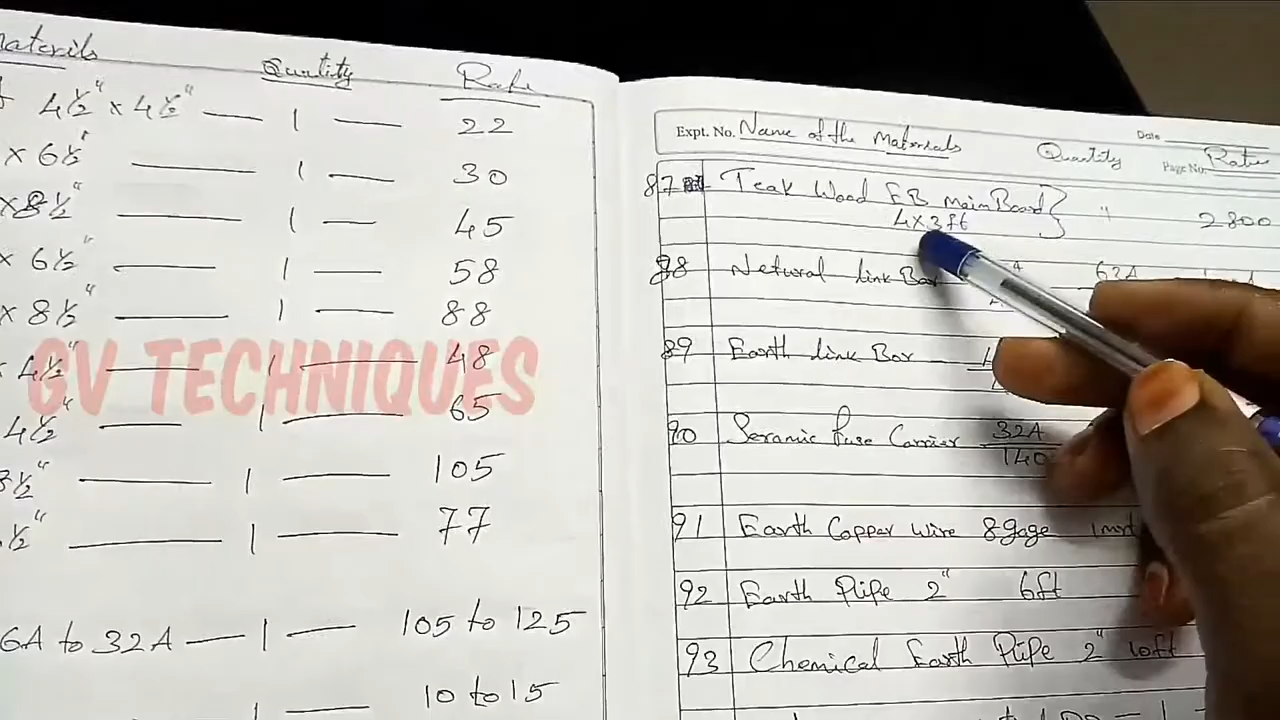 Materils Quantity Rate
4½" x 4½" — 1 — 22
x 6½" — 1 — 30
x 8½" — 1 — 45
x 6½" — 1 — 58
x 8½" — 1 — 88
4½" — 1 — 48
4½" — 1 — 65
8½" — 1 — 105
½" — 1 — 77
6A to 32A — 1 — 105 to 125
1 — 10 to 15
GV TECHNIQUES
Expt. No. Name of the Materials Quantity Date
Page No. Rate
87 Teak Wood EB main Board } " 2800
4x3ft
88 Netural link Bar 63A
89 Earth link Bar
90 Seramic fuse Carrier 32A
140
91 Earth Copper wire 8gage 1mrt
92 Earth PiPe 2" 6ft
93 Chemical Earth PiPe 2" 10ft